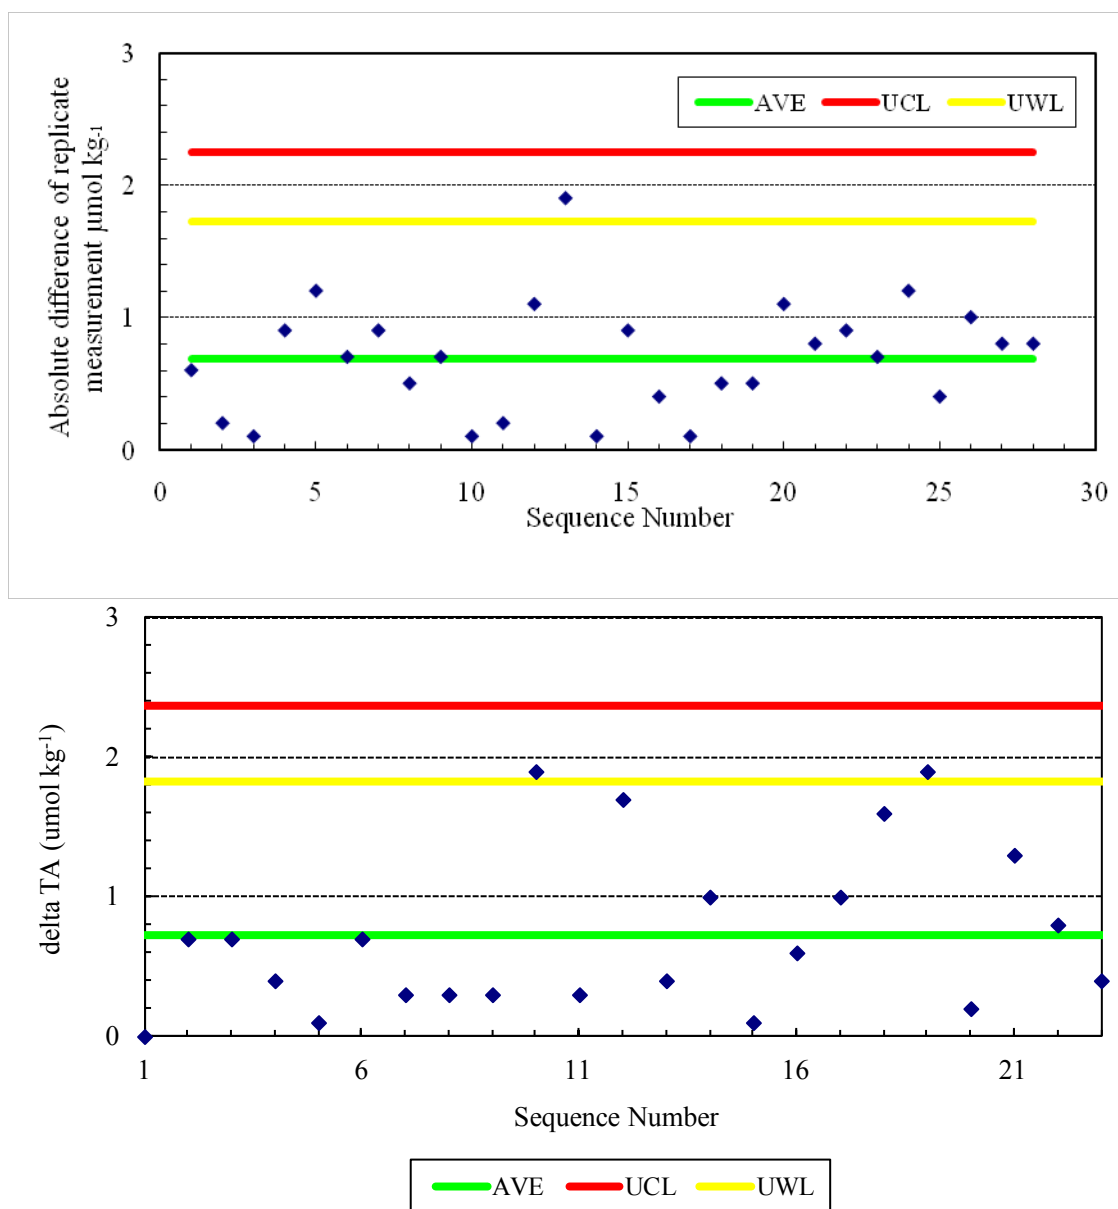 3
AVE UCL UWL
Absolute difference of replicate
measurement µmol kg-1
2
1
0
0 5 10 15 20 25 30
Sequence Number
3
delta TA (umol kg-1)
2
1
0
1 6 11 16 21
Sequence Number
AVE UCL UWL